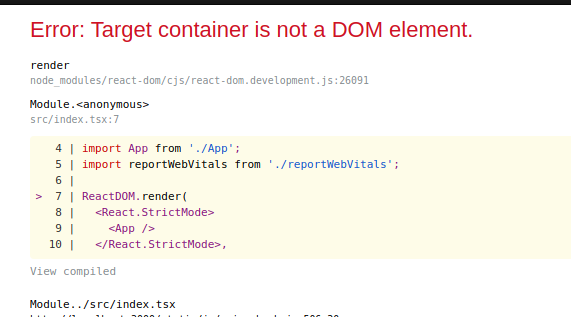 Error: Target container is not a DOM element.
render
node_modules/react-dom/cjs/react-dom.development.js:26091
Module.<anonymous>
src/index.tsx:7
4 | import App from './App';
5 | import reportWebVitals from './reportWebVitals';
6 |
> 7 | ReactDOM.render(
8 |   <React.StrictMode>
9 |     <App />
10 |   </React.StrictMode>,
View compiled
Module../src/index.tsx